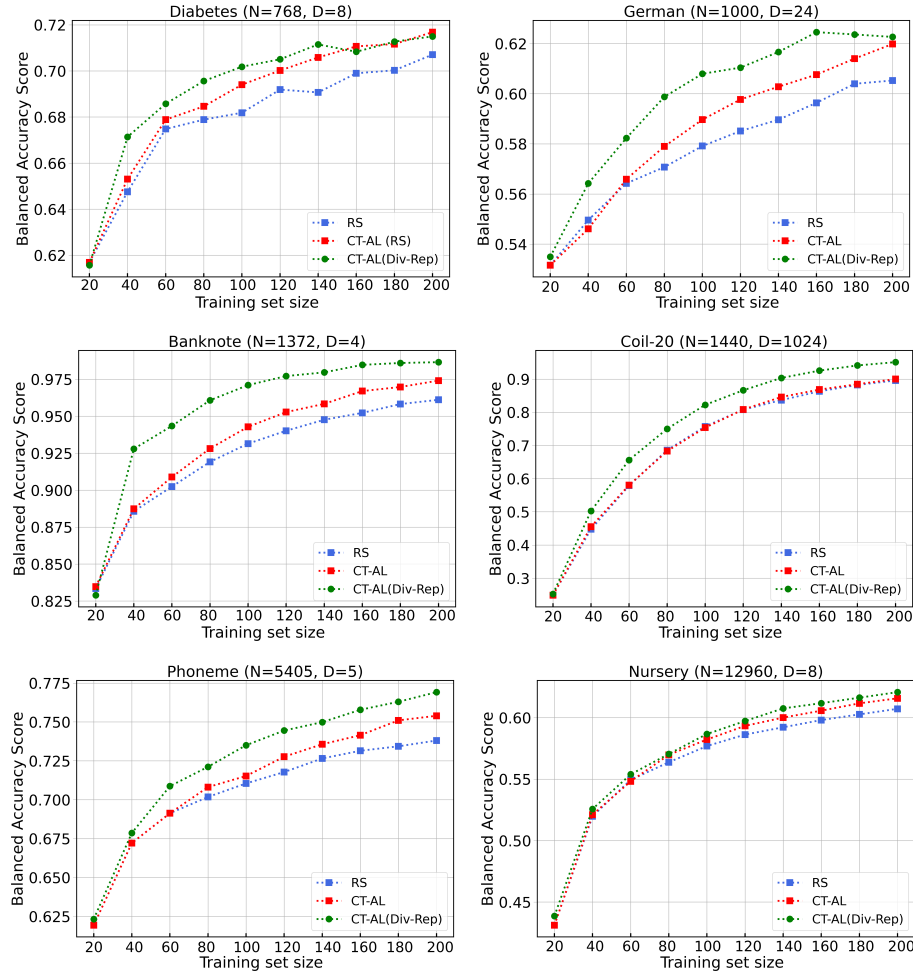 Diabetes (N=768, D=8)
Balanced Accuracy Score
0.72
0.70
0.68
0.66
0.64
0.62
RS
CT-AL (RS)
CT-AL(Div-Rep)
20 40 60 80 100 120 140 160 180 200
Training set size
German (N=1000, D=24)
Balanced Accuracy Score
0.62
0.60
0.58
0.56
0.54
RS
CT-AL
CT-AL(Div-Rep)
20 40 60 80 100 120 140 160 180 200
Training set size
Banknote (N=1372, D=4)
Balanced Accuracy Score
0.975
0.950
0.925
0.900
0.875
0.850
0.825
RS
CT-AL
CT-AL(Div-Rep)
20 40 60 80 100 120 140 160 180 200
Training set size
Coil-20 (N=1440, D=1024)
Balanced Accuracy Score
0.9
0.8
0.7
0.6
0.5
0.4
0.3
RS
CT-AL
CT-AL(Div-Rep)
20 40 60 80 100 120 140 160 180 200
Training set size
Phoneme (N=5405, D=5)
Balanced Accuracy Score
0.775
0.750
0.725
0.700
0.675
0.650
0.625
RS
CT-AL
CT-AL(Div-Rep)
20 40 60 80 100 120 140 160 180 200
Training set size
Nursery (N=12960, D=8)
Balanced Accuracy Score
0.60
0.55
0.50
0.45
RS
CT-AL
CT-AL(Div-Rep)
20 40 60 80 100 120 140 160 180 200
Training set size